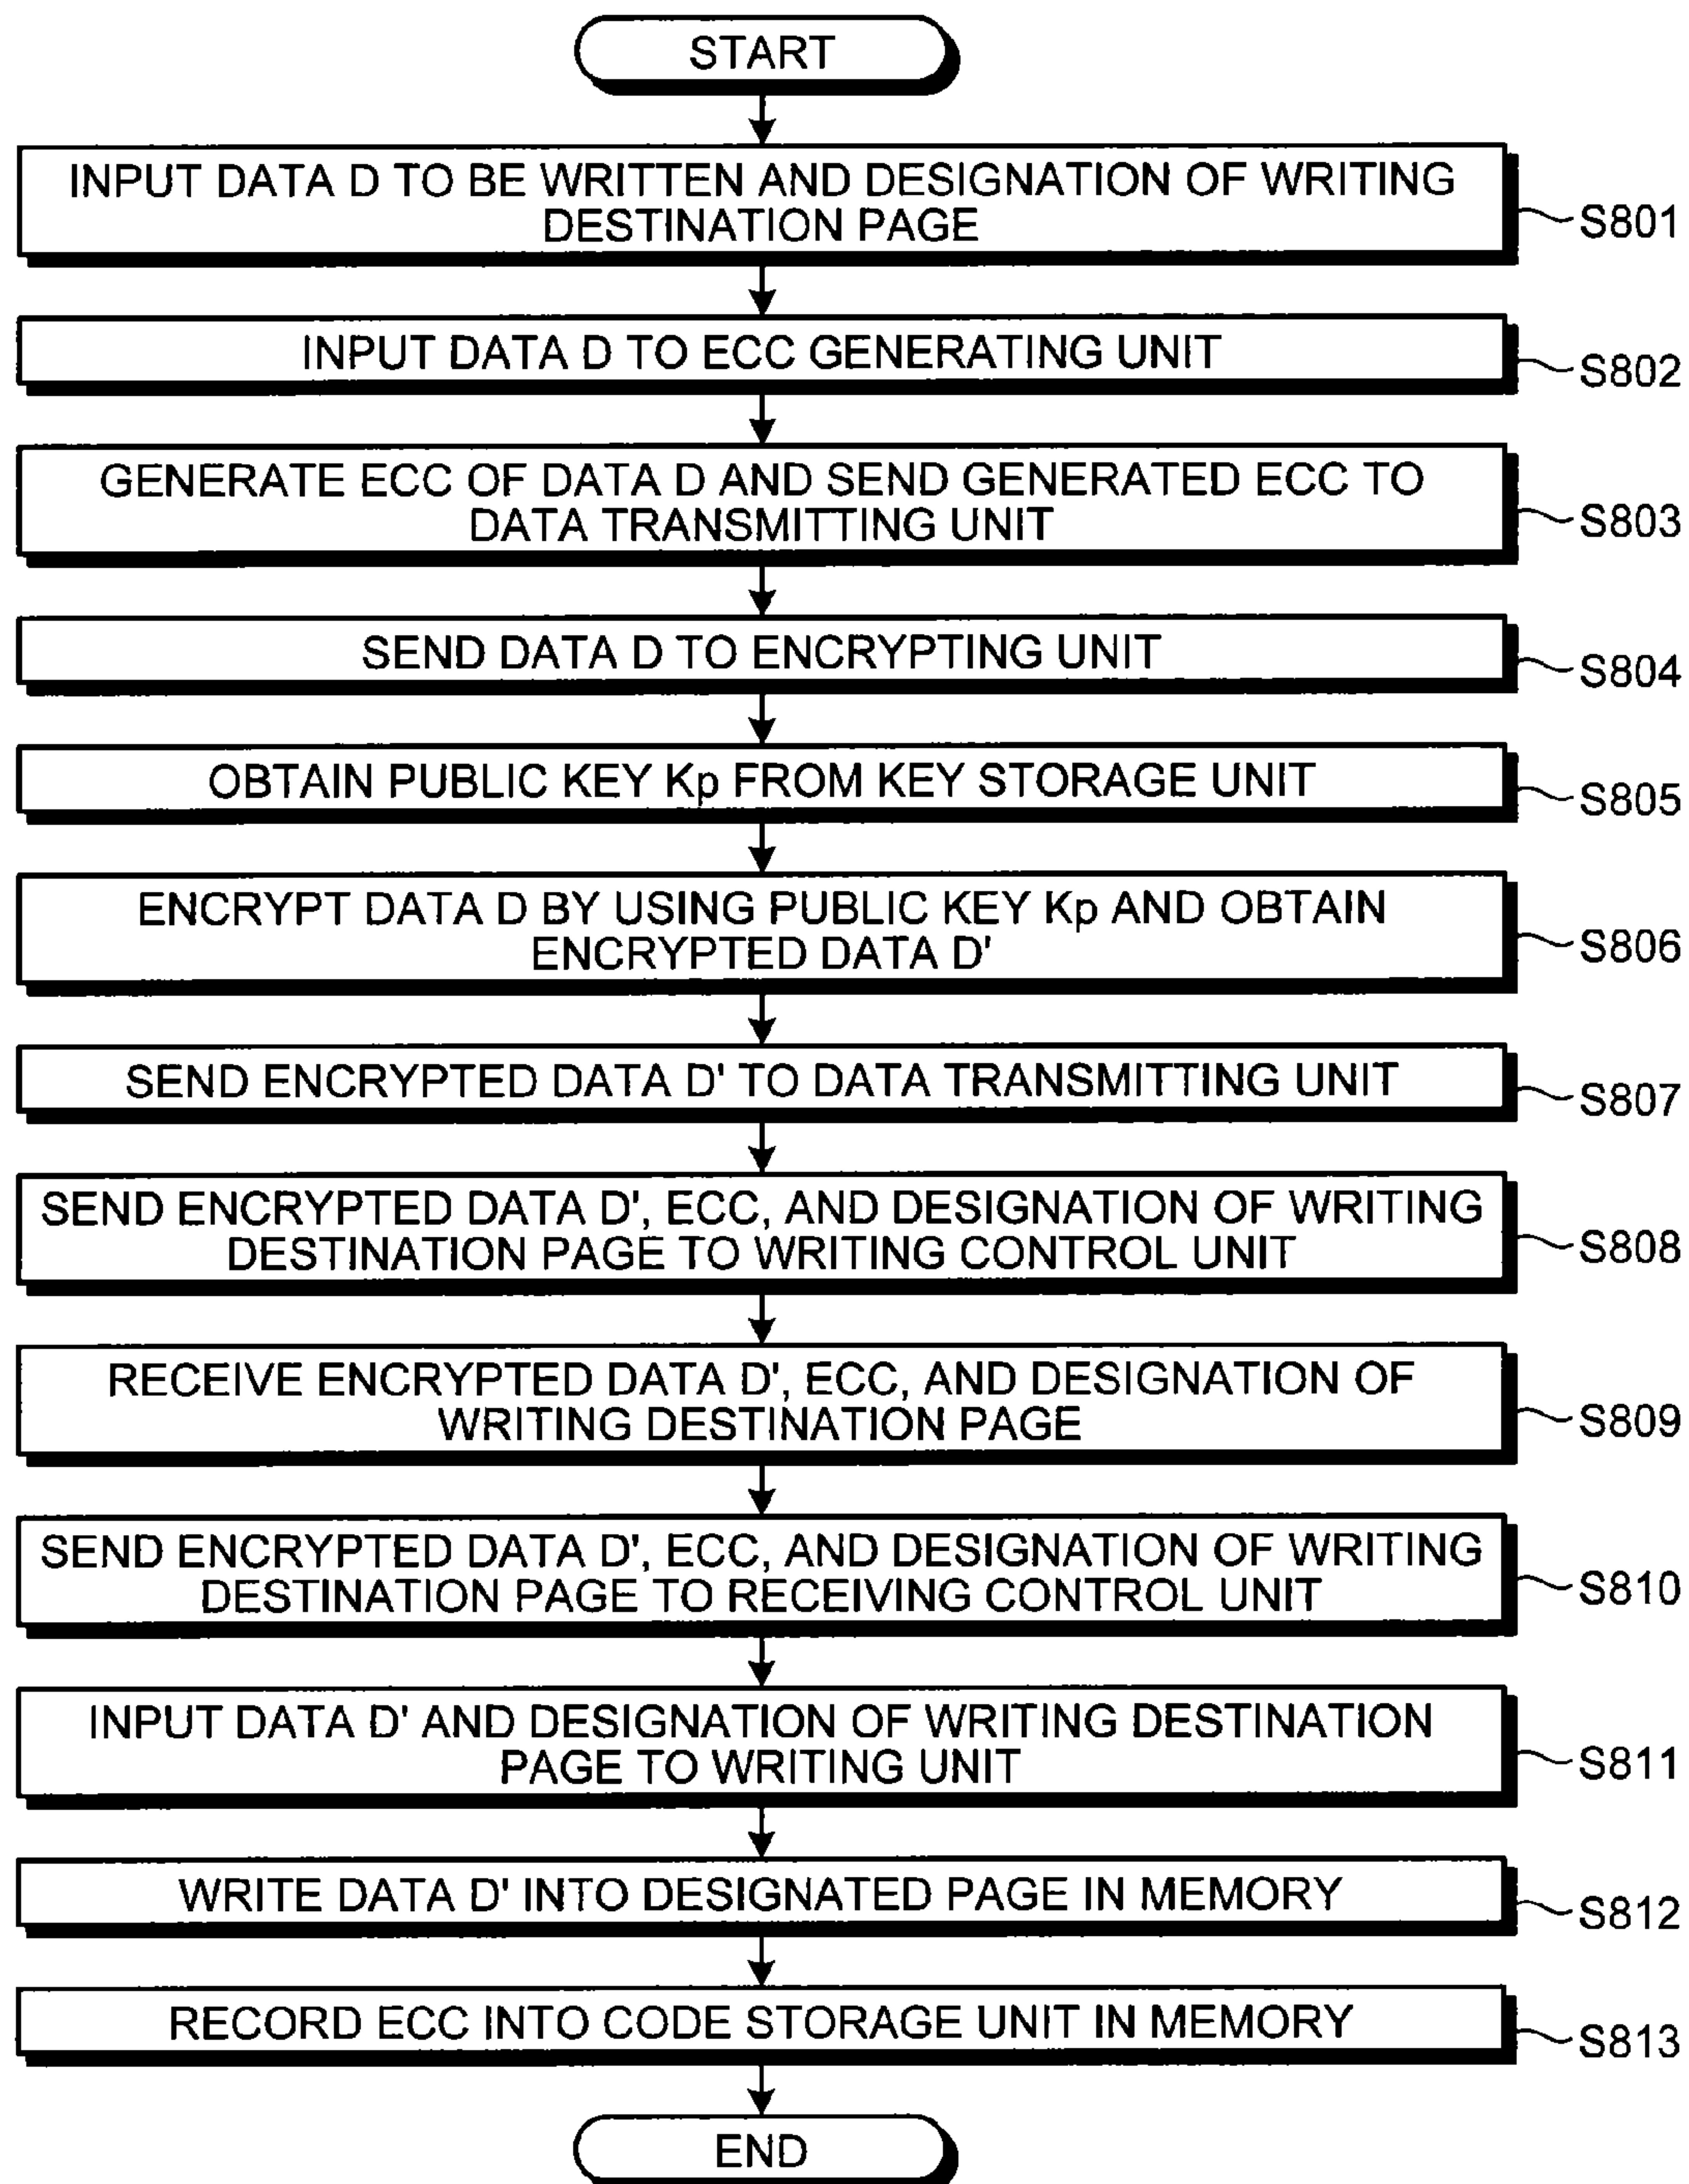 START
INPUT DATA D TO BE WRITTEN AND DESIGNATION OF WRITING
DESTINATION PAGE
S801
INPUT DATA D TO ECC GENERATING UNIT
S802
GENERATE ECC OF DATA D AND SEND GENERATED ECC TO
DATA TRANSMITTING UNIT
S803
SEND DATA D TO ENCRYPTING UNIT
S804
OBTAIN PUBLIC KEY Kp FROM KEY STORAGE UNIT
S805
ENCRYPT DATA D BY USING PUBLIC KEY Kp AND OBTAIN
ENCRYPTED DATA D'
S806
SEND ENCRYPTED DATA D' TO DATA TRANSMITTING UNIT
S807
SEND ENCRYPTED DATA D', ECC, AND DESIGNATION OF WRITING
DESTINATION PAGE TO WRITING CONTROL UNIT
S808
RECEIVE ENCRYPTED DATA D', ECC, AND DESIGNATION OF
WRITING DESTINATION PAGE
S809
SEND ENCRYPTED DATA D', ECC, AND DESIGNATION OF WRITING
DESTINATION PAGE TO RECEIVING CONTROL UNIT
S810
INPUT DATA D' AND DESIGNATION OF WRITING DESTINATION
PAGE TO WRITING UNIT
S811
WRITE DATA D' INTO DESIGNATED PAGE IN MEMORY
S812
RECORD ECC INTO CODE STORAGE UNIT IN MEMORY
S813
END